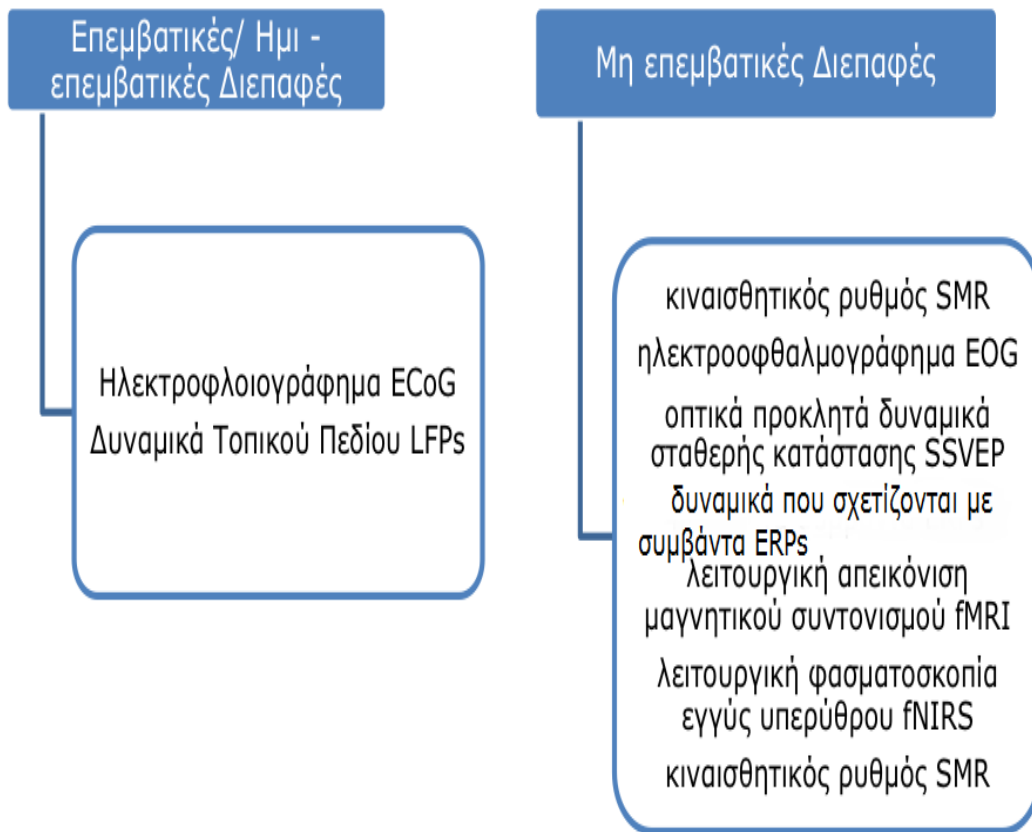 Επεμβατικές/ Ημι -
επεμβατικές Διεπαφές
Ηλεκτροφλοιογράφημα ECoG
Δυναμικά Τοπικού Πεδίου LFPs
Μη επεμβατικές Διεπαφές
κιναισθητικός ρυθμός SMR
ηλεκτροοφθαλμογράφημα EOG
οπτικά προκλητά δυναμικά
σταθερής κατάστασης SSVEP
δυναμικά που σχετίζονται με
συμβάντα ERPs
λειτουργική απεικόνιση
μαγνητικού συντονισμού fMRI
λειτουργική φασματοσκοπία
εγγύς υπερύθρου fNIRS
κιναισθητικός ρυθμός SMR